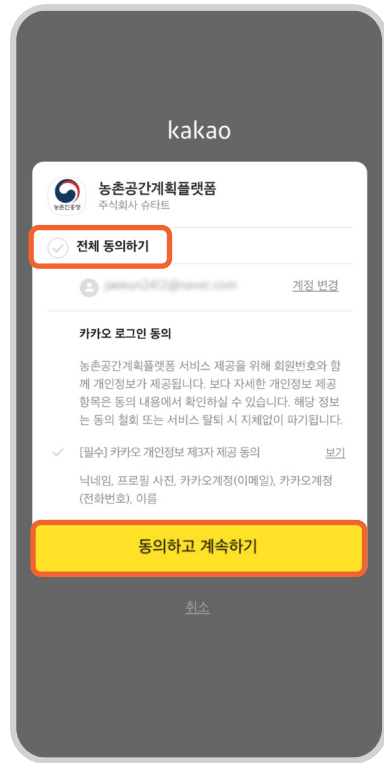 kakao
농촌공간계획플랫폼
농촌진흥청
주식회사 슈타트
전체 동의하기
계정 변경
카카오 로그인 동의
농촌공간계획플랫폼 서비스 제공을 위해 회원번호와 함
께 개인정보가 제공됩니다. 보다 자세한 개인정보 제공
항목은 동의 내용에서 확인하실 수 있습니다. 해당 정보
는 동의 철회 또는 서비스 탈퇴 시 지체없이 파기됩니다.
[필수] 카카오 개인정보 제3자 제공 동의 보기
닉네임, 프로필 사진, 카카오계정(이메일), 카카오계정
(전화번호), 이름
동의하고 계속하기
취소